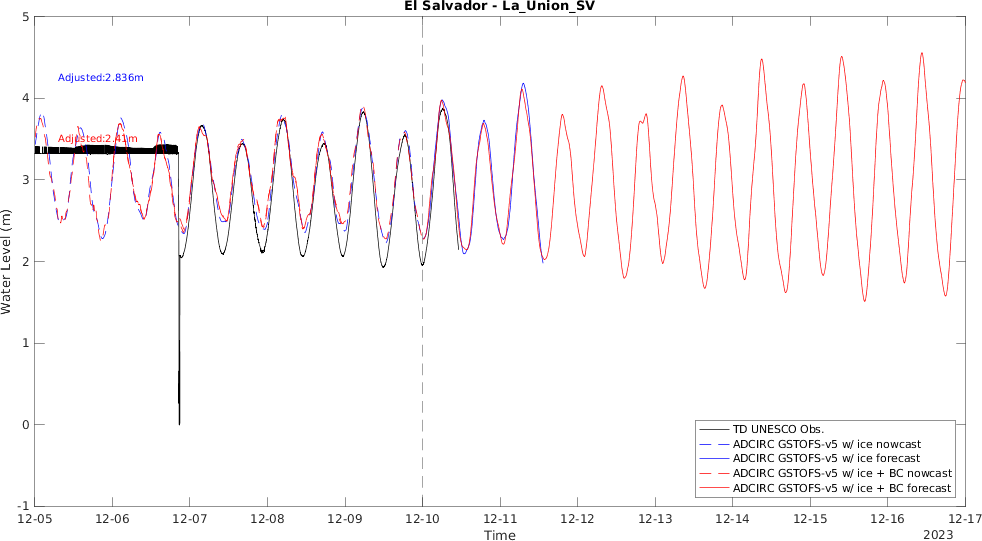 El Salvador - La_Union_SV
5
4
3
2
1
0
-1
Water Level (m)
Adjusted:2.836m
Adjusted:2.41m
TD UNESCO Obs.
ADCIRC GSTOFS-v5 w/ ice nowcast
ADCIRC GSTOFS-v5 w/ ice forecast
ADCIRC GSTOFS-v5 w/ ice + BC nowcast
ADCIRC GSTOFS-v5 w/ ice + BC forecast
12-05 12-06 12-07 12-08 12-09 12-10 12-11 12-12 12-13 12-14 12-15 12-16 12-17
Time
2023